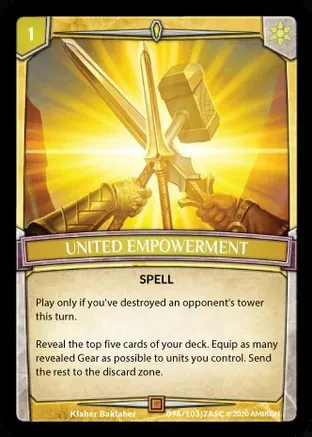 1
UNITED EMPOWERMENT
SPELL
Play only if you've destroyed an opponent's tower
this turn.
Reveal the top five cards of your deck. Equip as many
revealed Gear as possible to units you control. Send
the rest to the discard zone.
Klaher Baklaher 096/103|7ASC ©2020 AMIKON